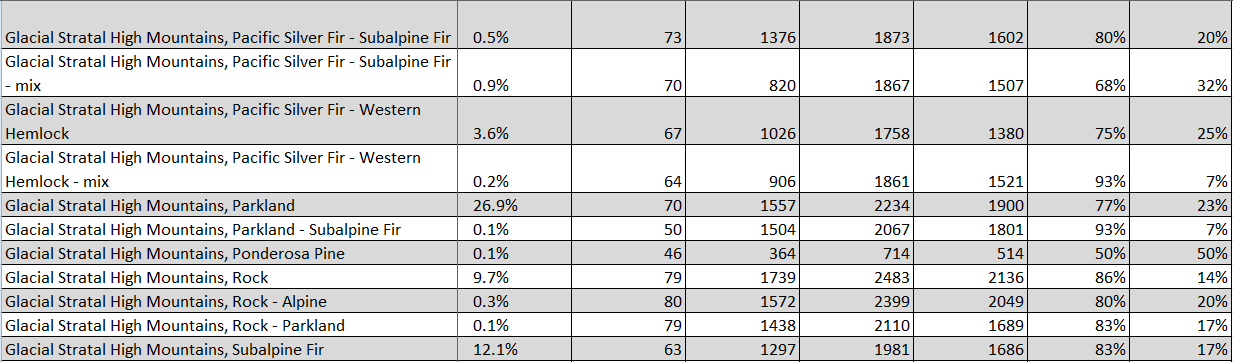 Glacial Stratal High Mountains, Pacific Silver Fir - Subalpine Fir 0.5% 73 1376 1873 1602 80% 20%
Glacial Stratal High Mountains, Pacific Silver Fir - Subalpine Fir
- mix 0.9% 70 820 1867 1507 68% 32%
Glacial Stratal High Mountains, Pacific Silver Fir - Western
Hemlock 3.6% 67 1026 1758 1380 75% 25%
Glacial Stratal High Mountains, Pacific Silver Fir - Western
Hemlock - mix 0.2% 64 906 1861 1521 93% 7%
Glacial Stratal High Mountains, Parkland 26.9% 70 1557 2234 1900 77% 23%
Glacial Stratal High Mountains, Parkland - Subalpine Fir 0.1% 50 1504 2067 1801 93% 7%
Glacial Stratal High Mountains, Ponderosa Pine 0.1% 46 364 714 514 50% 50%
Glacial Stratal High Mountains, Rock 9.7% 79 1739 2483 2136 86% 14%
Glacial Stratal High Mountains, Rock - Alpine 0.3% 80 1572 2399 2049 80% 20%
Glacial Stratal High Mountains, Rock - Parkland 0.1% 79 1438 2110 1689 83% 17%
Glacial Stratal High Mountains, Subalpine Fir 12.1% 63 1297 1981 1686 83% 17%